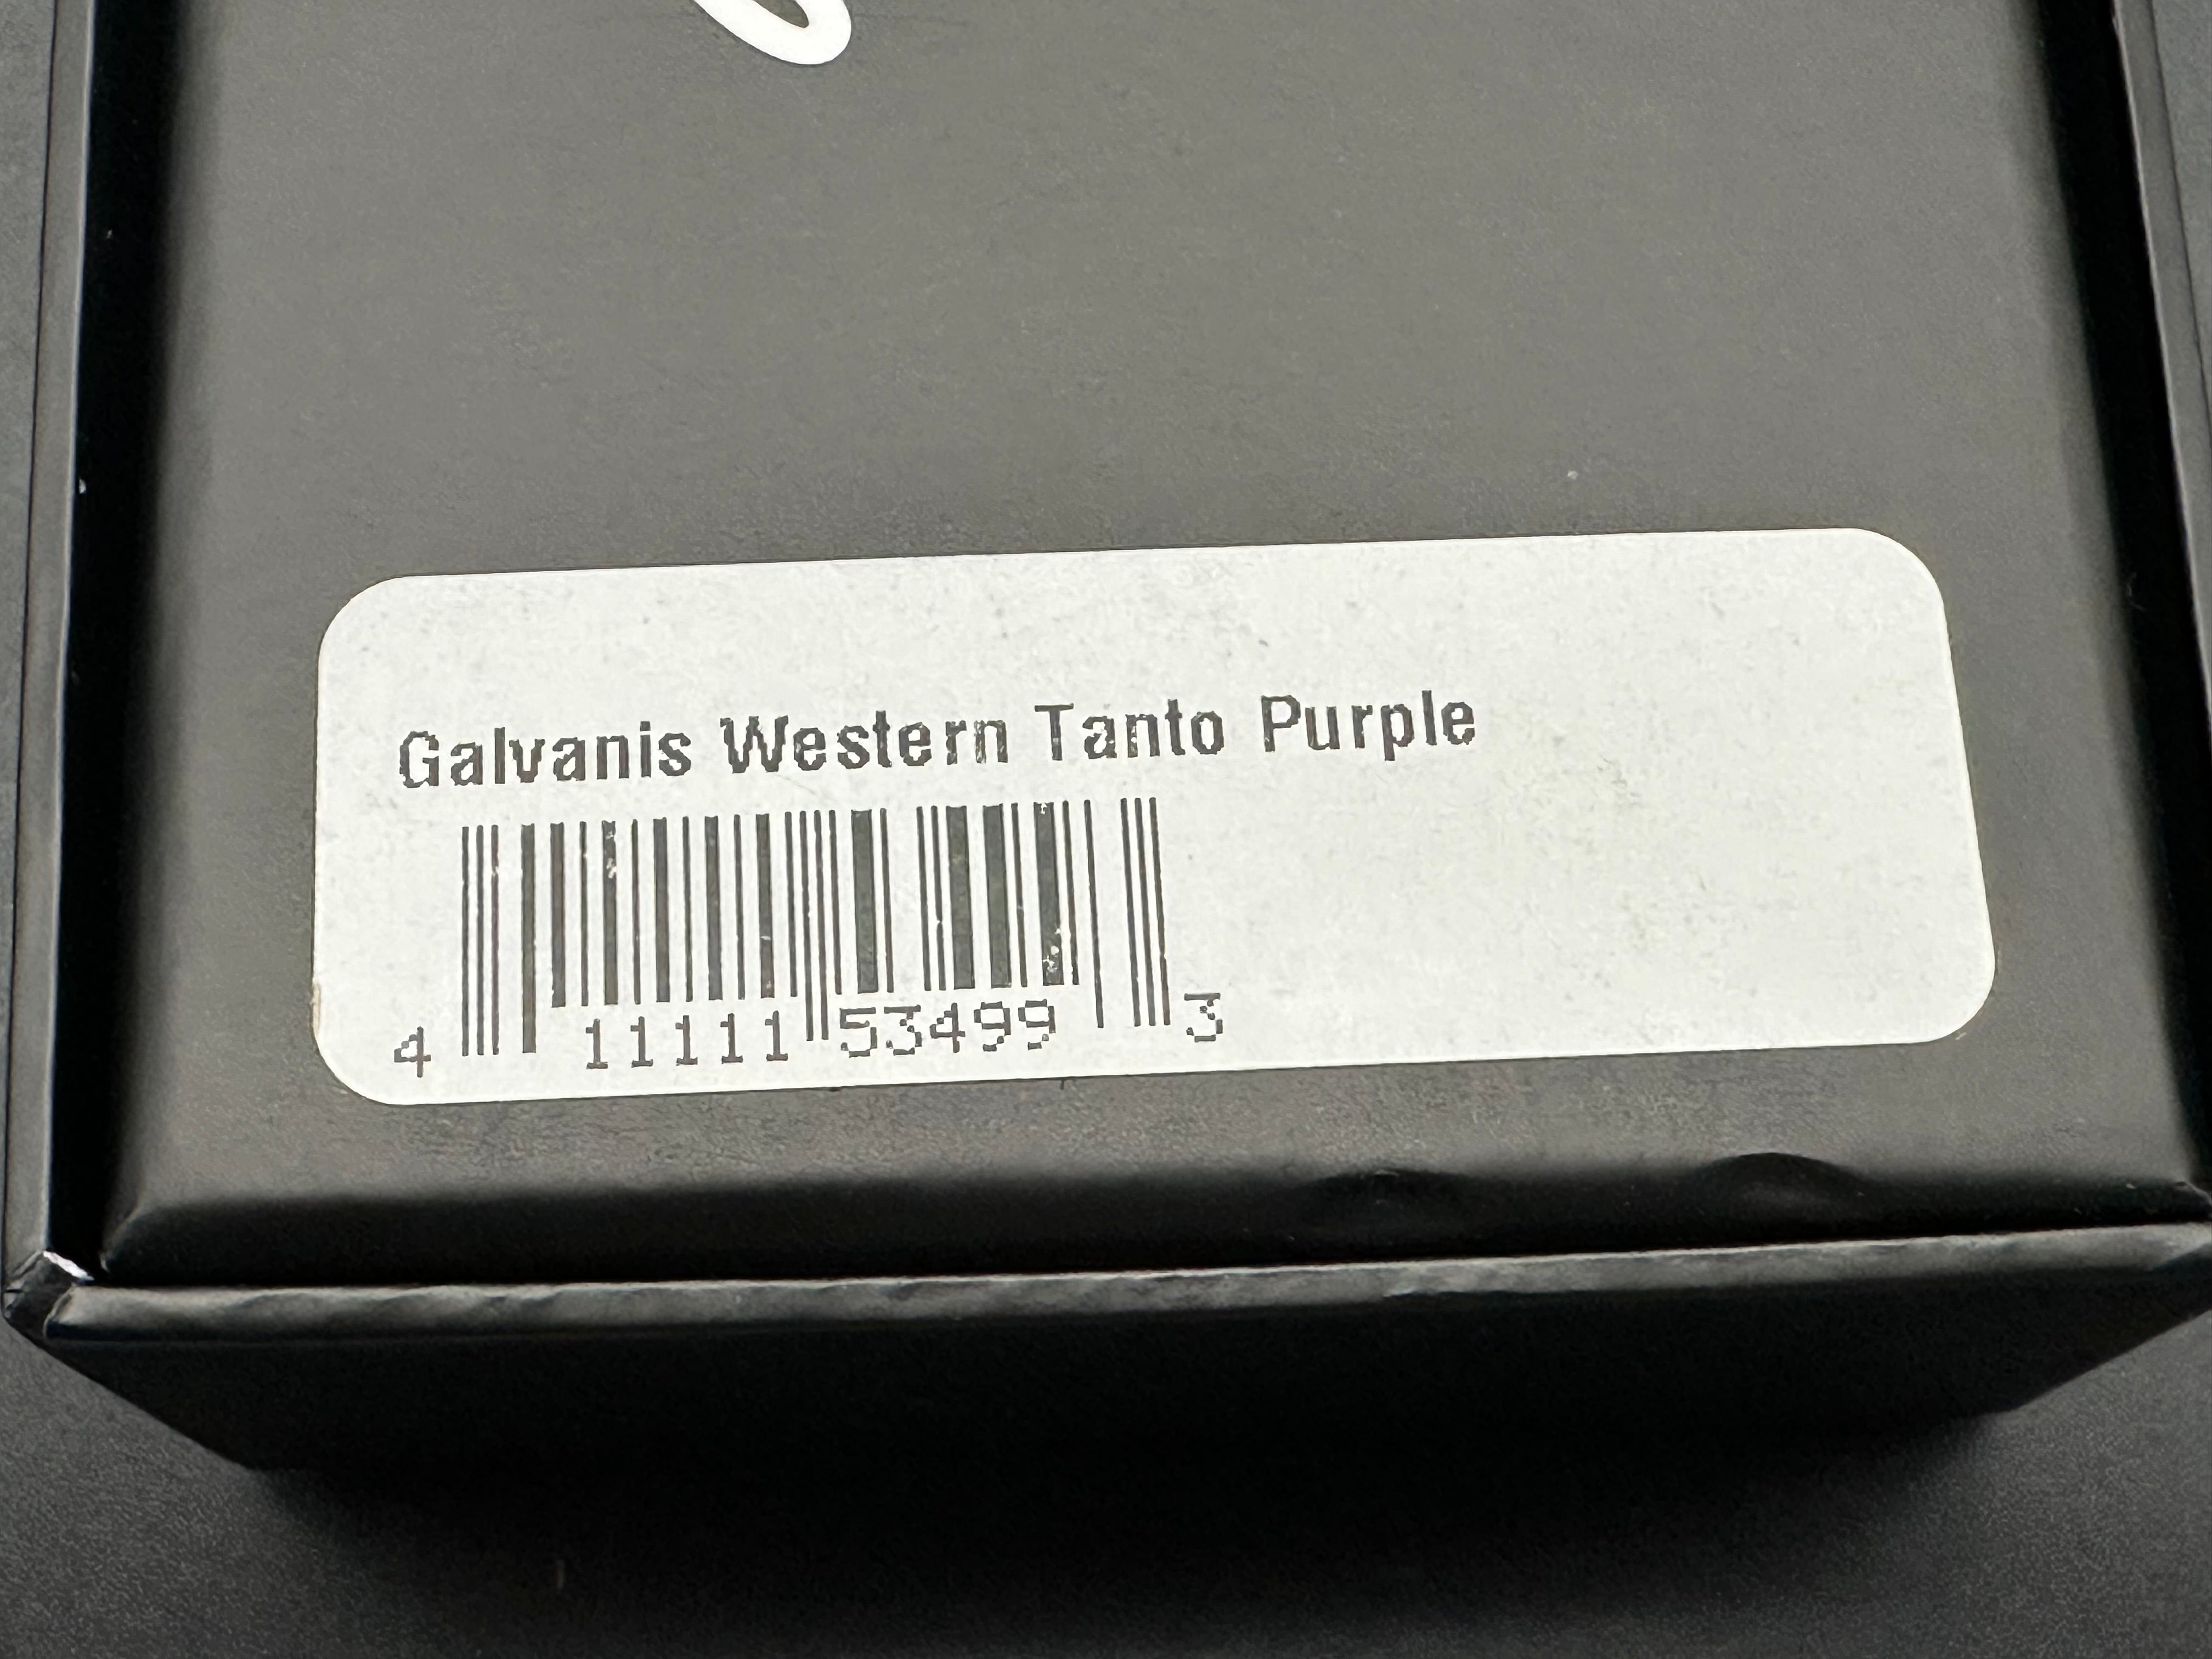 Galvanis Western Tanto Purple
4 11111 53499 3